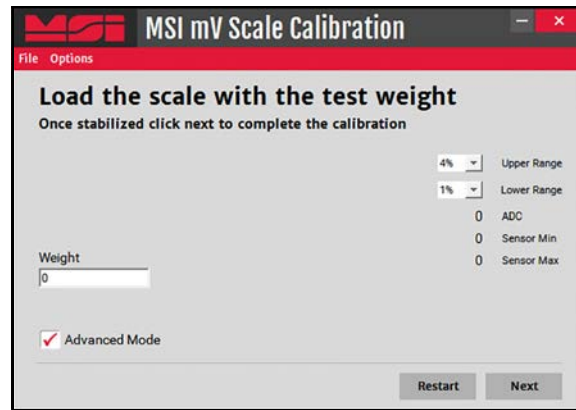 MSI MSI mV Scale Calibration
File Options
Load the scale with the test weight
Once stabilized click next to complete the calibration
4% Upper Range
1% Lower Range
0 ADC
0 Sensor Min
0 Sensor Max
Weight
0
Advanced Mode
Restart Next